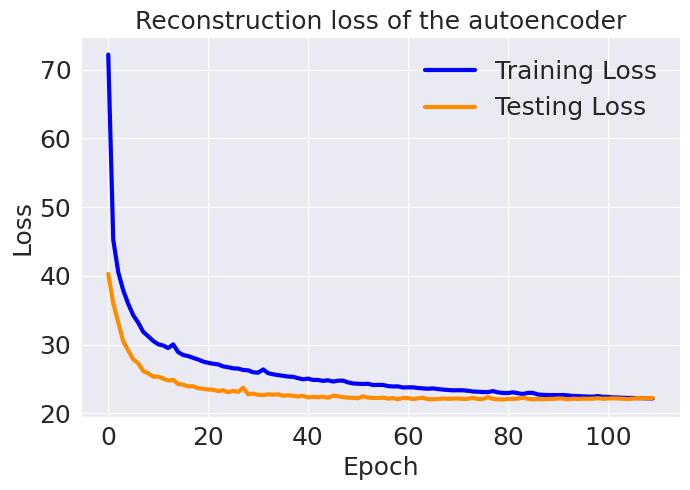 Reconstruction loss of the autoencoder
Training Loss
Testing Loss
70
60
50
40
30
20
Loss
0
20
40
60
80
100
Epoch